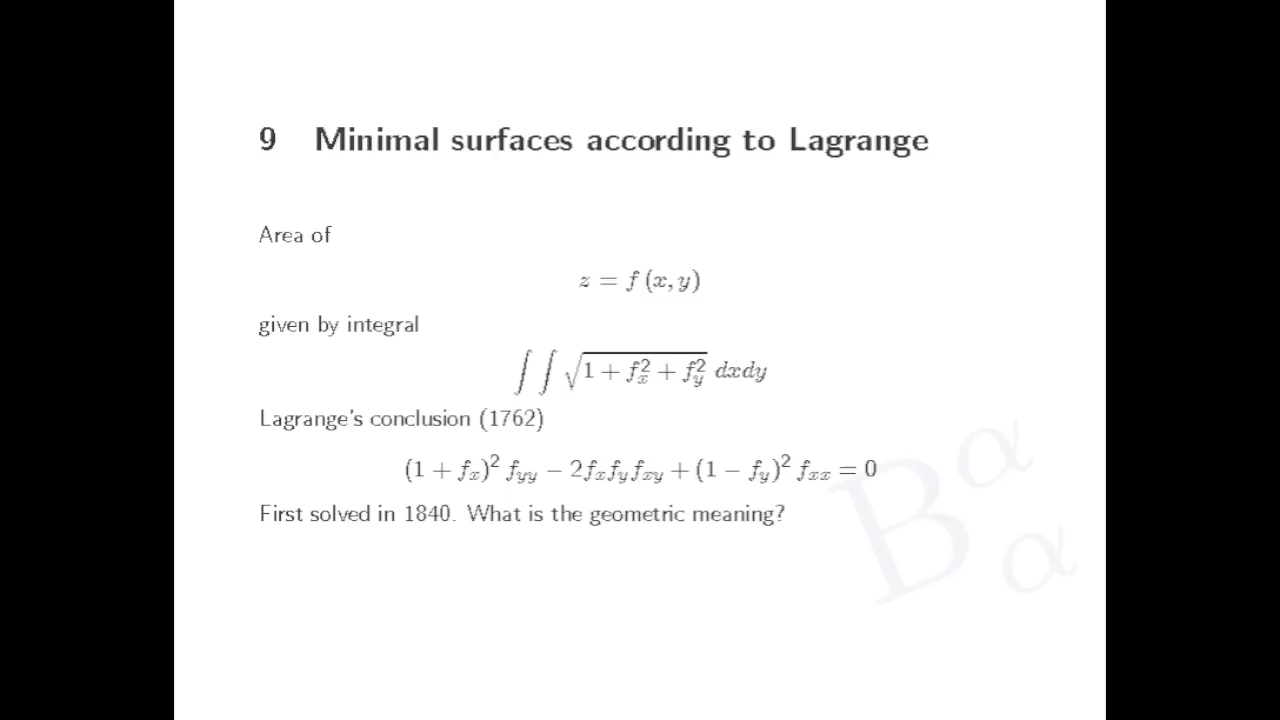 9 Minimal surfaces according to Lagrange
Area of
z = f (x, y)
given by integral
∫ ∫ √(1 + f_x^2 + f_y^2) dxdy
Lagrange's conclusion (1762)
(1 + f_x)^2 f_yy − 2f_x f_y f_xy + (1 − f_y)^2 f_xx = 0
First solved in 1840. What is the geometric meaning?
B α α